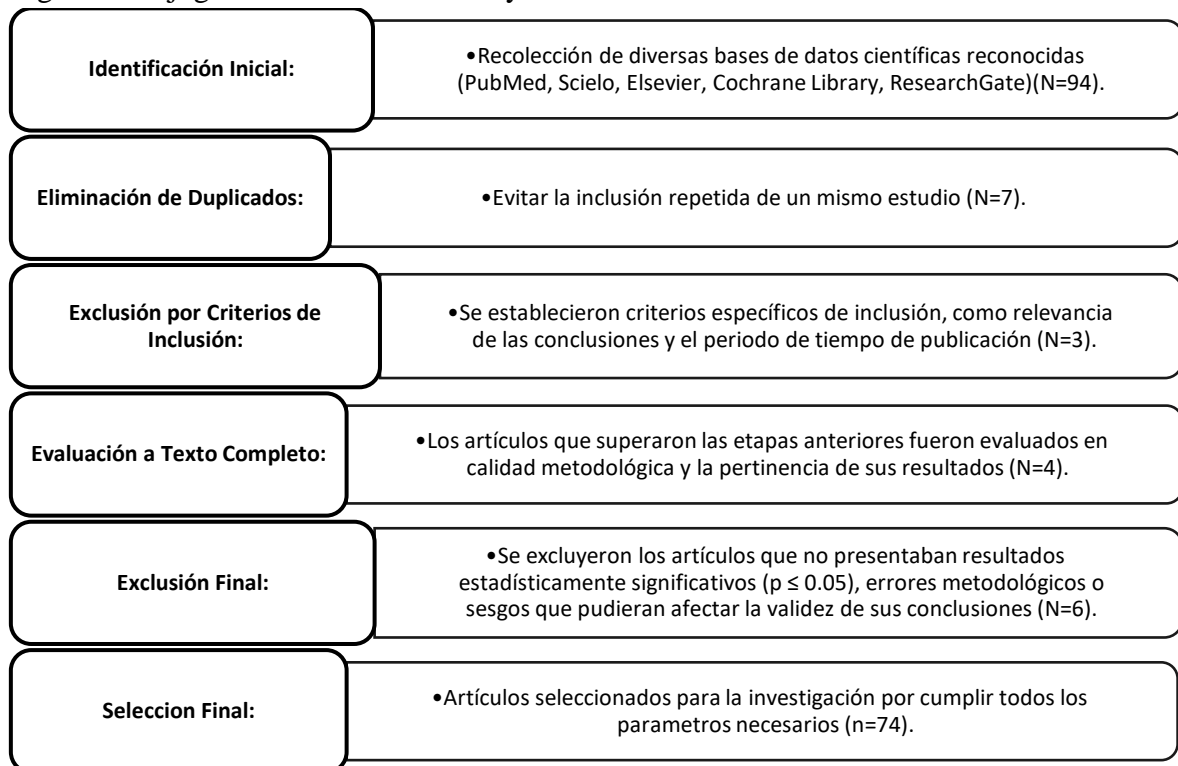 Identificación Inicial:
•Recolección de diversas bases de datos científicas reconocidas
(PubMed, Scielo, Elsevier, Cochrane Library, ResearchGate)(N=94).
Eliminación de Duplicados:
•Evitar la inclusión repetida de un mismo estudio (N=7).
Exclusión por Criterios de
Inclusión:
•Se establecieron criterios específicos de inclusión, como relevancia
de las conclusiones y el periodo de tiempo de publicación (N=3).
Evaluación a Texto Completo:
•Los artículos que superaron las etapas anteriores fueron evaluados en
calidad metodológica y la pertinencia de sus resultados (N=4).
Exclusión Final:
•Se excluyeron los artículos que no presentaban resultados
estadísticamente significativos (p ≤ 0.05), errores metodológicos o
sesgos que pudieran afectar la validez de sus conclusiones (N=6).
Seleccion Final:
•Artículos seleccionados para la investigación por cumplir todos los
parametros necesarios (n=74).